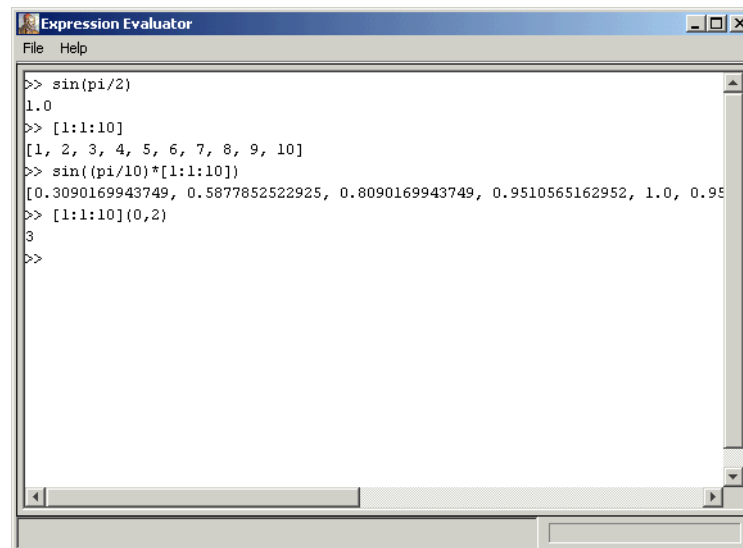 Expression Evaluator
File Help
>> sin(pi/2)
1.0
>> [1:1:10]
[1, 2, 3, 4, 5, 6, 7, 8, 9, 10]
>> sin((pi/10)*[1:1:10])
[0.3090169943749, 0.5877852522925, 0.8090169943749, 0.9510565162952, 1.0, 0.95
>> [1:1:10](0,2)
3
>>